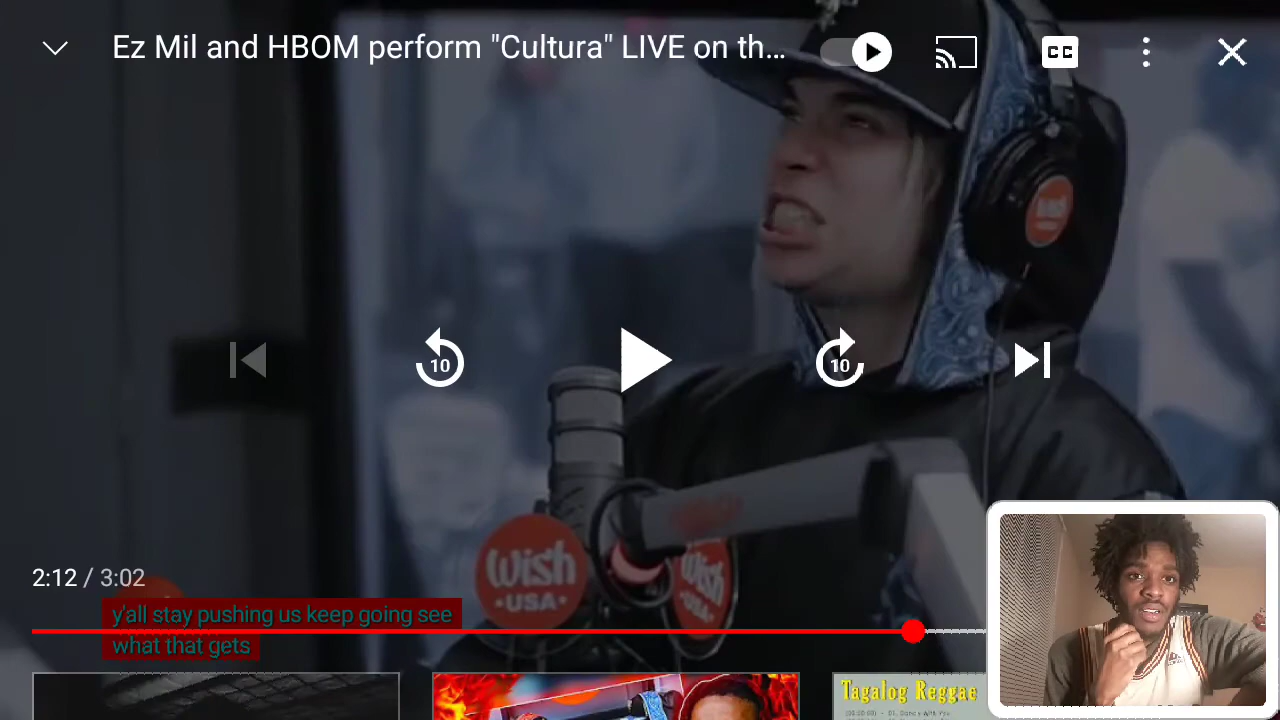 Ez Mil and HBOM perform "Cultura" LIVE on th...
CC
10
10
wish
wish
• USA •
wish
2:12 / 3:02
y'all stay pushing us keep going see
what that gets
Tagalog Reggae